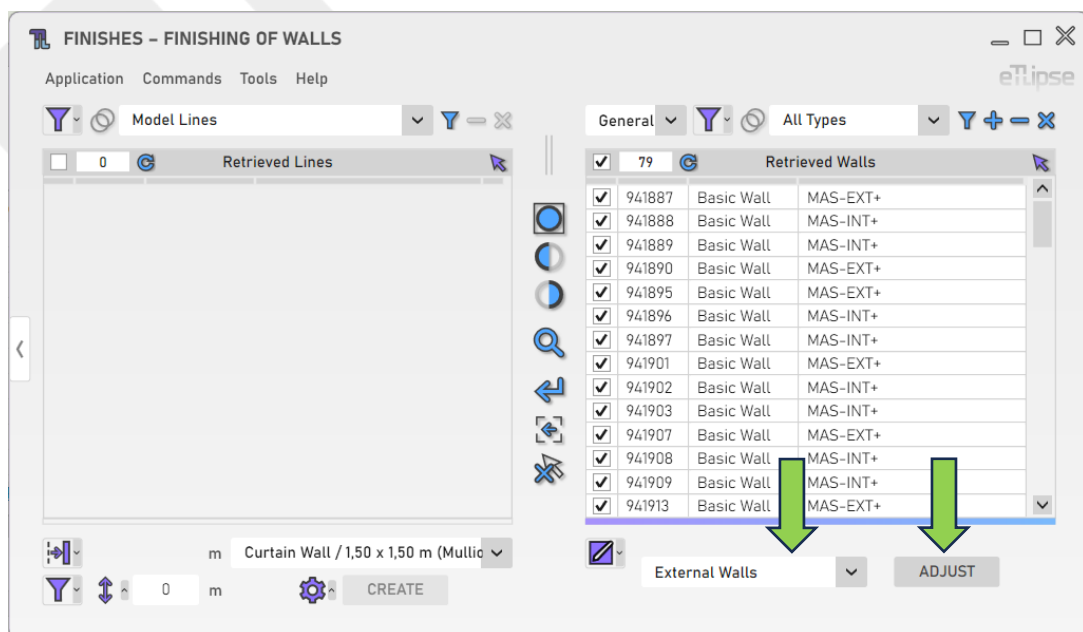 FINISHES – FINISHING OF WALLS
Application Commands Tools Help
eTLipse
Model Lines
General All Types
0 Retrieved Lines
79 Retrieved Walls
941887 Basic Wall MAS-EXT+
941888 Basic Wall MAS-INT+
941889 Basic Wall MAS-INT+
941890 Basic Wall MAS-EXT+
941895 Basic Wall MAS-EXT+
941896 Basic Wall MAS-INT+
941897 Basic Wall MAS-INT+
941901 Basic Wall MAS-EXT+
941902 Basic Wall MAS-INT+
941903 Basic Wall MAS-INT+
941907 Basic Wall MAS-EXT+
941908 Basic Wall MAS-INT+
941909 Basic Wall MAS-INT+
941913 Basic Wall MAS-EXT+
m Curtain Wall / 1,50 x 1,50 m (Mullio
External Walls ADJUST
0 m CREATE